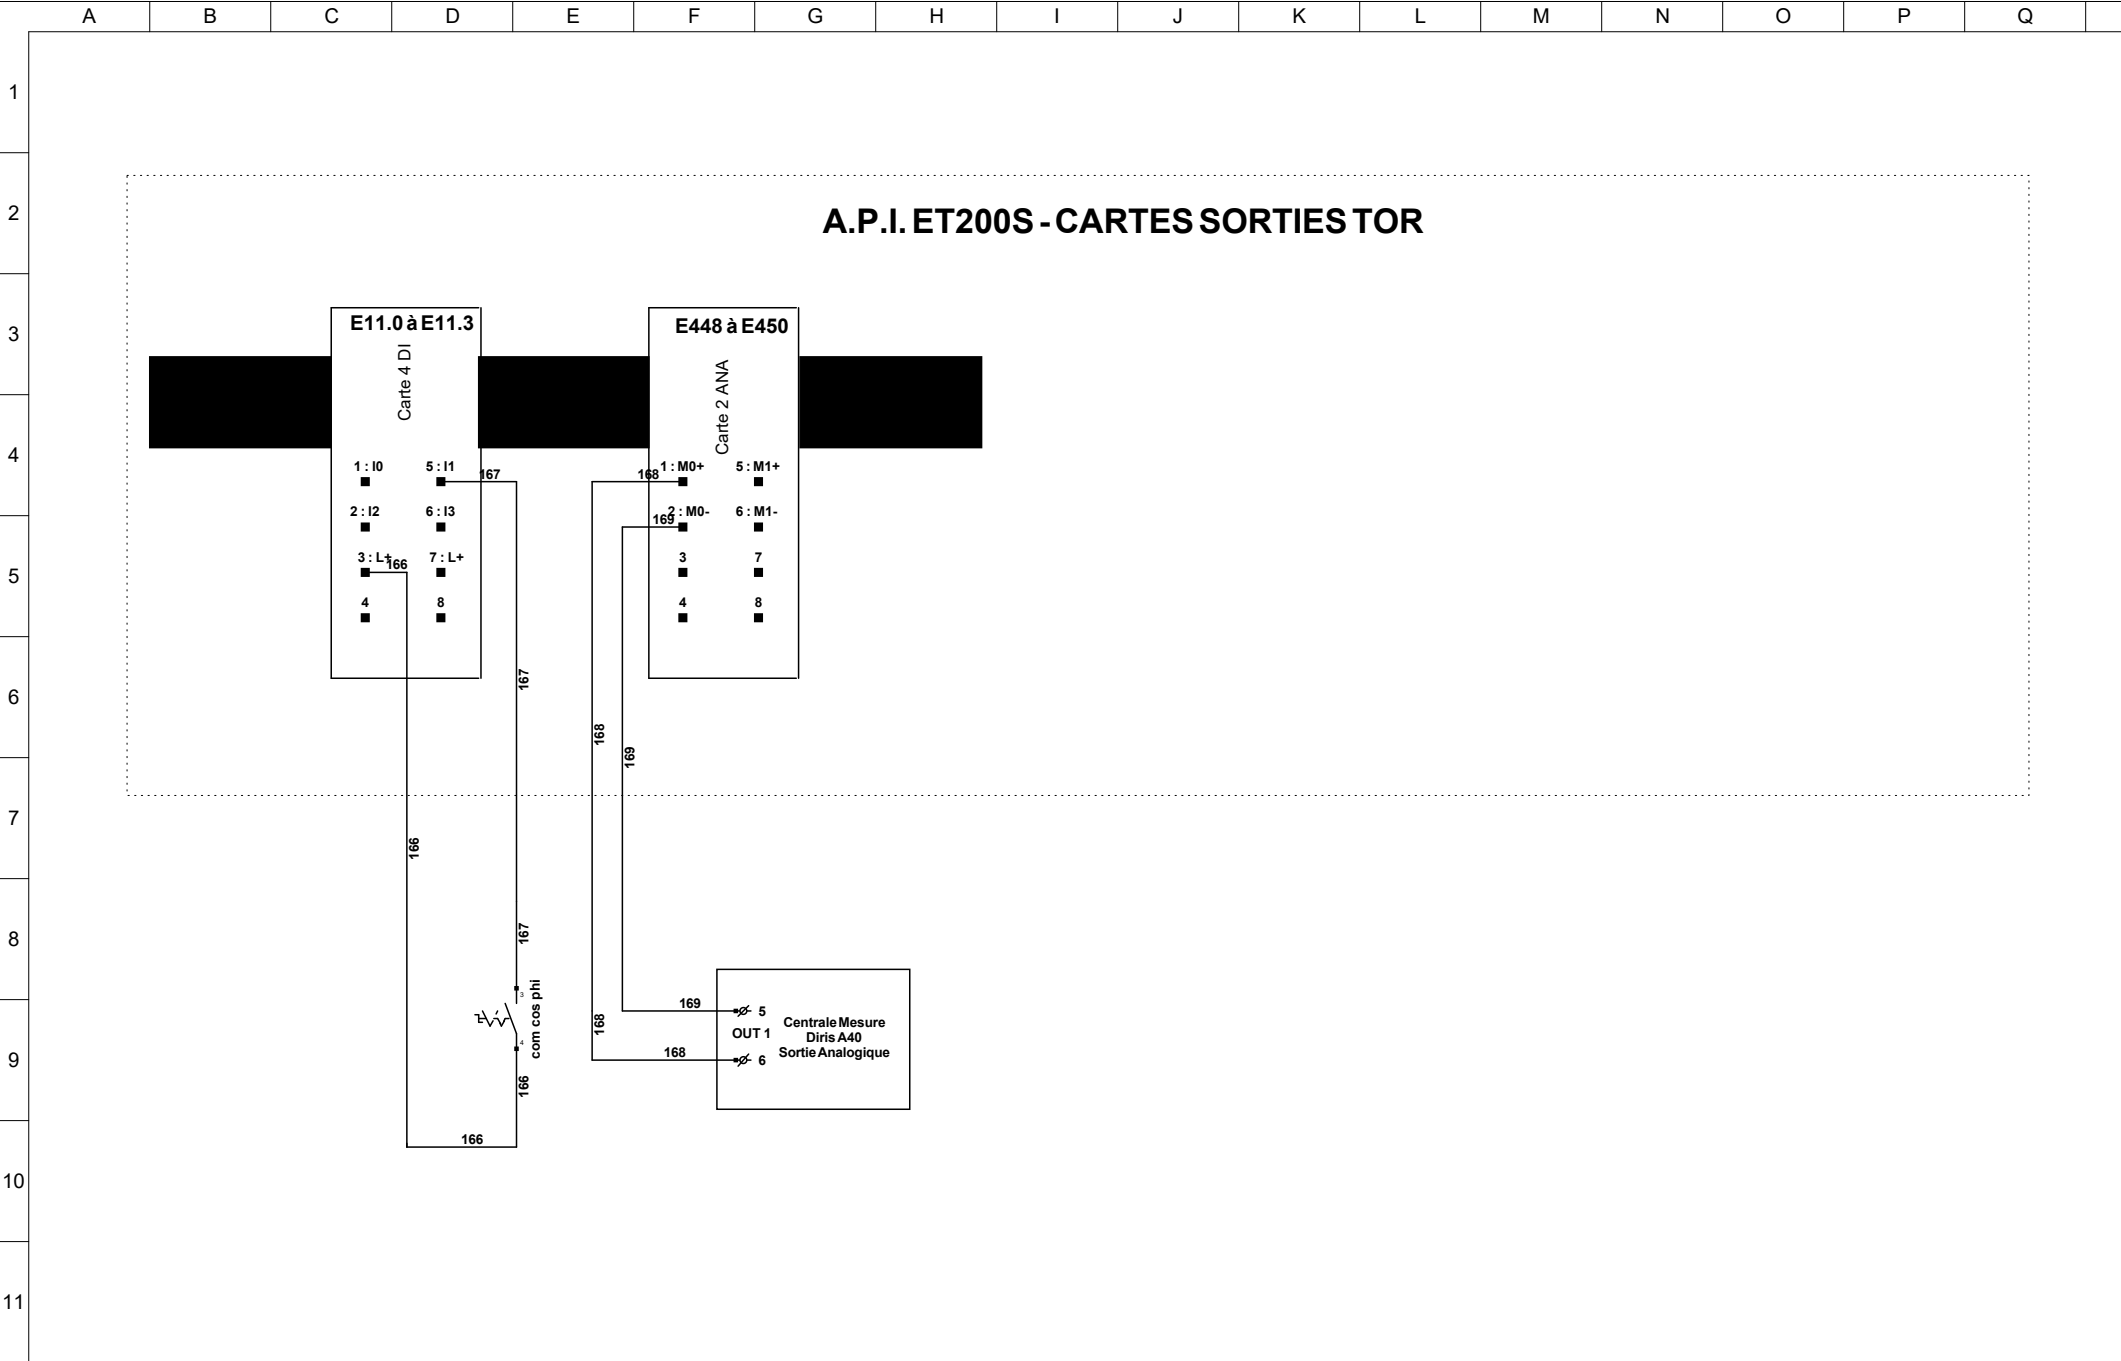 A B C D E F G H I J K L M N O P Q
1
2
A.P.I. ET200S - CARTES SORTIES TOR
3
E11.0 à E11.3
E448 à E450
Carte 4 DI
Carte 2 ANA
4
1 : I0 5 : I1
167
168
1 : M0+ 5 : M1+
2 : I2 6 : I3
169
2 : M0- 6 : M1-
3 : L+ 7 : L+
166
3 7
5
4 8
4 8
6
167
168
169
7
166
8
167
3
4
com cos phi
168
169
5
OUT 1
168
6
Centrale Mesure
Diris A40
Sortie Analogique
9
166
166
10
11